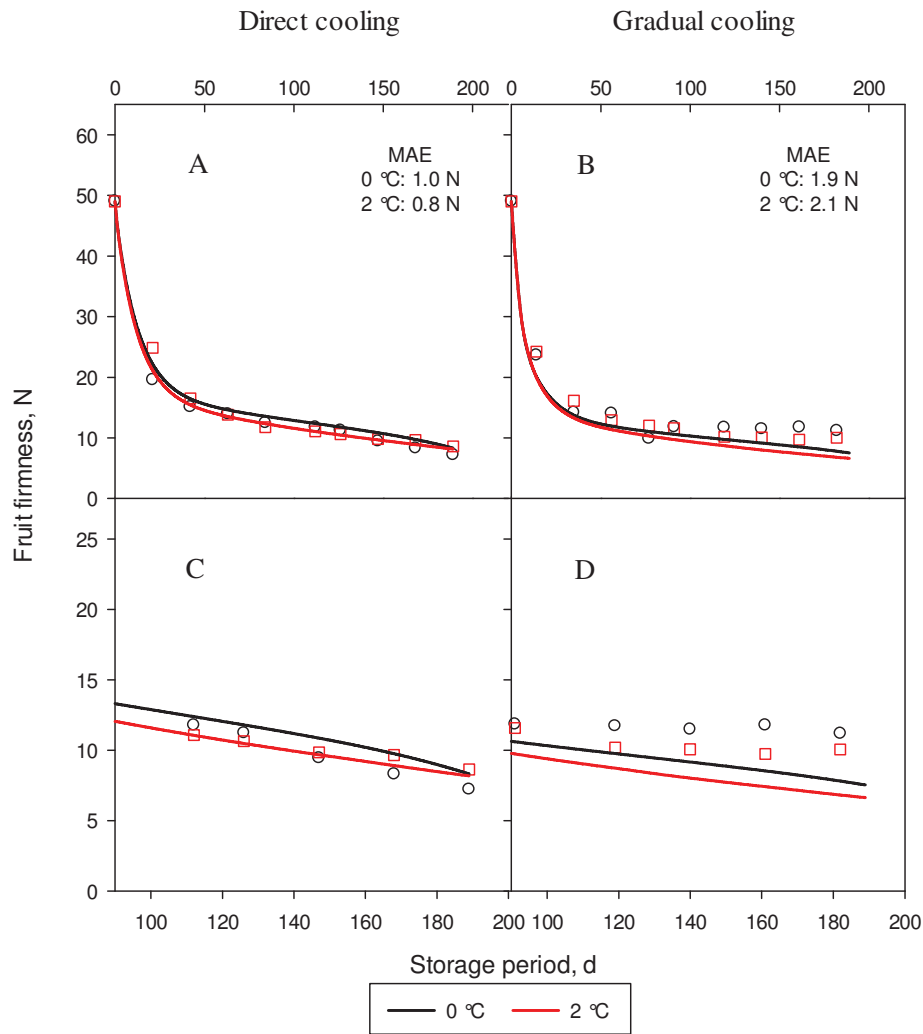 Direct cooling
Gradual cooling
0 50 100 150 200
0 50 100 150 200
A
MAE
0 °C: 1.0 N
2 °C: 0.8 N
B
MAE
0 °C: 1.9 N
2 °C: 2.1 N
60
50
40
30
20
10
0
Fruit firmness, N
C
D
25
20
15
10
5
0
100 120 140 160 180 200
100 120 140 160 180 200
Storage period, d
0 °C 2 °C